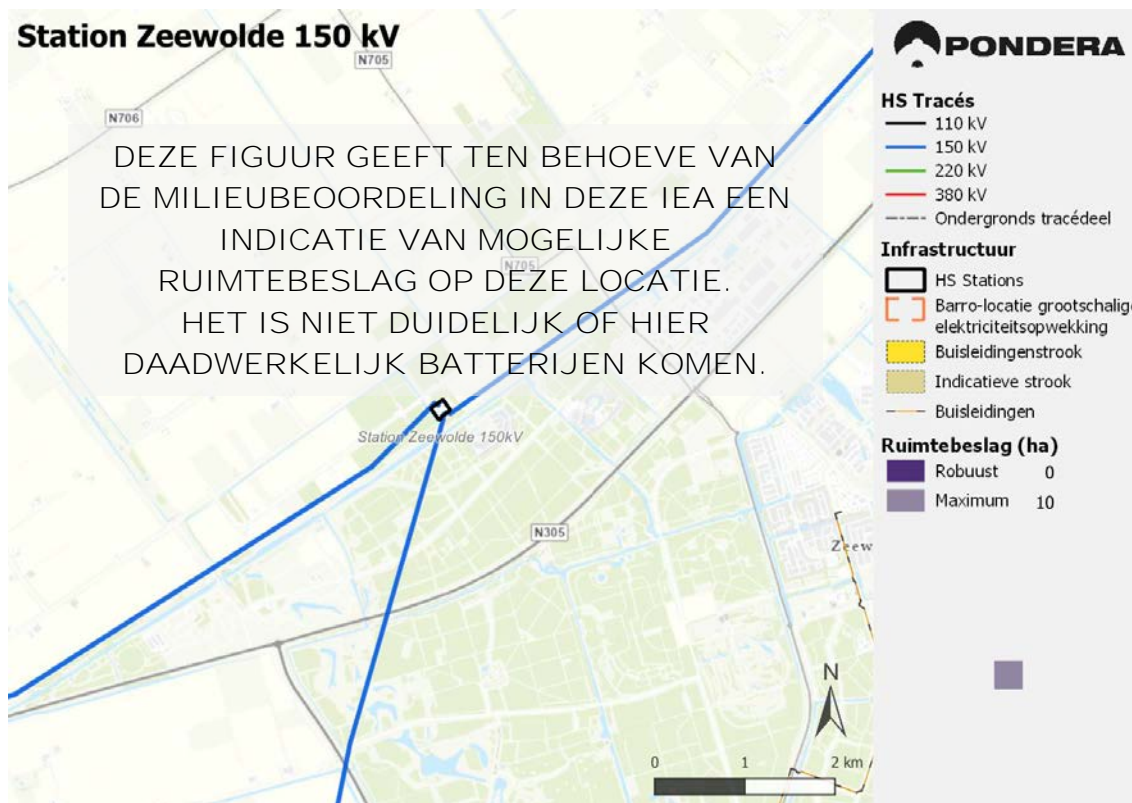 Station Zeewolde 150 kV
N705
N706
DEZE FIGUUR GEEFT TEN BEHOEVE VAN
DE MILIEUBEOORDELING IN DEZE IEA EEN
INDICATIE VAN MOGELIJKE
N705
RUIMTEBESLAG OP DEZE LOCATIE.
HET IS NIET DUIDELIJK OF HIER
DAADWERKELIJK BATTERIJEN KOMEN.
Station Zeewolde 150kV
N305
Zeew
N
0 1 2 km
PONDERA
HS Tracés
110 kV
150 kV
220 kV
380 kV
Ondergronds tracédeel
Infrastructuur
HS Stations
Barro-locatie grootschalige
elektriciteitsopwekking
Buisleidingenstrook
Indicatieve strook
Buisleidingen
Ruimtebeslag (ha)
Robuust 0
Maximum 10